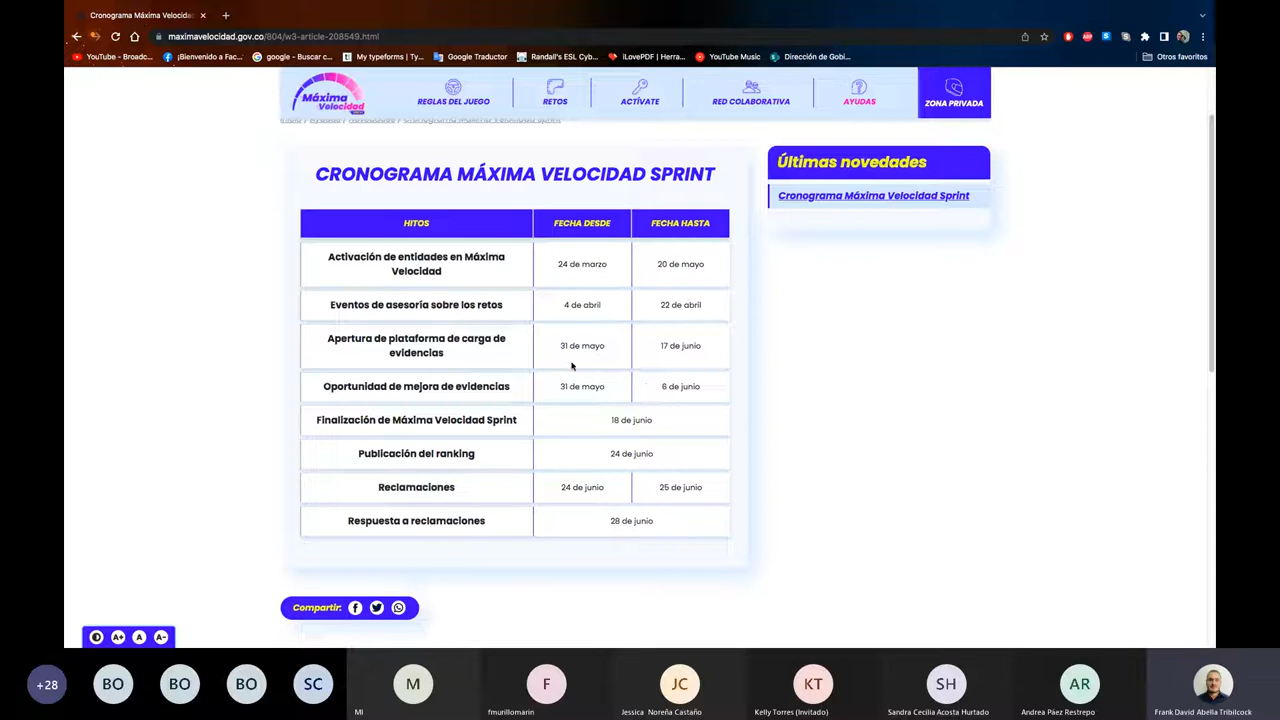 Cronograma Máxima Velocida
maximavelocidad.gov.co/804/w3-article-208549.html
YouTube - Broadc...
¡Bienvenido a Fac...
google - Buscar c...
My typeforms | Ty...
Google Traductor
Randall's ESL Cyb...
iLovePDF | Herra...
YouTube Music
Dirección de Gobi...
Otros favoritos
Máxima
Velocidad
REGLAS DEL JUEGO
RETOS
ACTÍVATE
RED COLABORATIVA
AYUDAS
ZONA PRIVADA
Inicio / Ayudas / Novedades / Cronograma Máxima Velocidad Sprint
CRONOGRAMA MÁXIMA VELOCIDAD SPRINT
HITOS FECHA DESDE FECHA HASTA
Activación de entidades en Máxima
Velocidad
24 de marzo 20 de mayo
Eventos de asesoría sobre los retos 4 de abril 22 de abril
Apertura de plataforma de carga de
evidencias
31 de mayo 17 de junio
Oportunidad de mejora de evidencias 31 de mayo 6 de junio
Finalización de Máxima Velocidad Sprint 18 de junio
Publicación del ranking 24 de junio
Reclamaciones 24 de junio 25 de junio
Respuesta a reclamaciones 28 de junio
Últimas novedades
Cronograma Máxima Velocidad Sprint
Compartir:
A+ A A-
+28
BO
BO
BO
SC
M
F
JC
KT
SH
AR
MI
fmurillomarin
Jessica Noreña Castaño
Kelly Torres (Invitado)
Sandra Cecilia Acosta Hurtado
Andrea Páez Restrepo
Frank David Abella Tribilcock